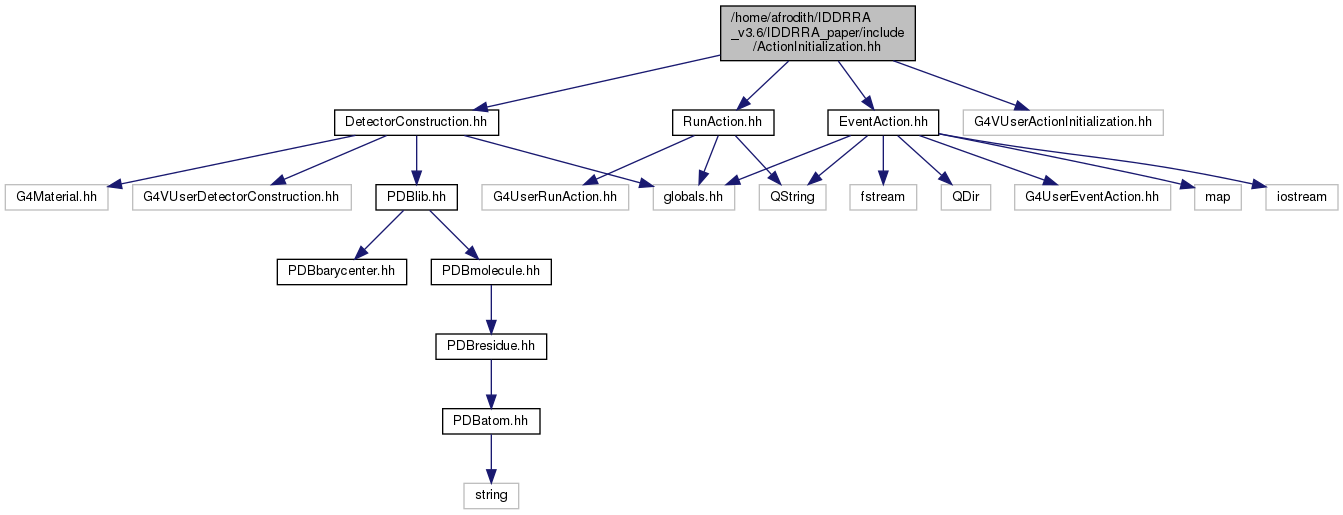 /home/afrodith/IDDRRA
_v3.6/IDDRRA_paper/include
/ActionInitialization.hh
DetectorConstruction.hh
RunAction.hh
EventAction.hh
G4VUserActionInitialization.hh
G4Material.hh
G4VUserDetectorConstruction.hh
PDBlib.hh
G4UserRunAction.hh
globals.hh
QString
fstream
QDir
G4UserEventAction.hh
map
iostream
PDBbarycenter.hh
PDBmolecule.hh
PDBresidue.hh
PDBatom.hh
string